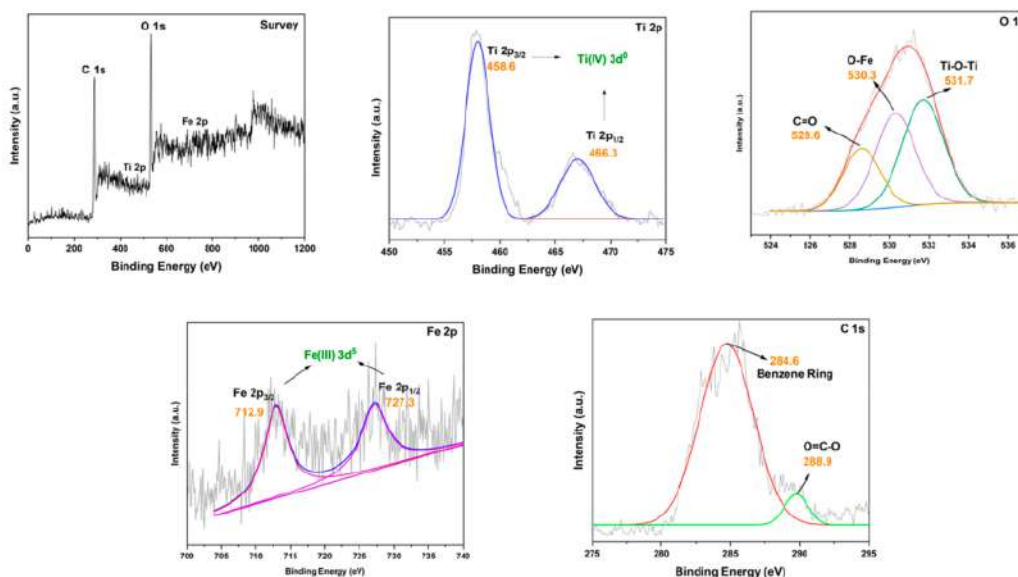 Survey
O 1s
C 1s
Fe 2p
Ti 2p
Intensity (a.u.)
0 200 400 600 800 1000 1200
Binding Energy (eV)
Ti 2p
Ti 2p3/2
458.6
Ti(IV) 3d⁰
Ti 2p1/2
466.3
Intensity (a.u.)
450 455 460 465 470 475
Binding Energy (eV)
O 1
O-Fe
530.3
Ti-O-Ti
531.7
C=O
528.6
Intensity (a.u.)
524 526 528 530 532 534 536
Binding Energy (eV)
Fe 2p
Fe(III) 3d⁵
Fe 2p3/2
712.9
Fe 2p1/2
727.3
Intensity (a.u.)
700 705 710 715 720 725 730 735 740
Binding Energy (eV)
C 1s
284.6
Benzene Ring
O=C-O
288.9
Intensity (a.u.)
275 280 285 290 295
Binding Energy (eV)